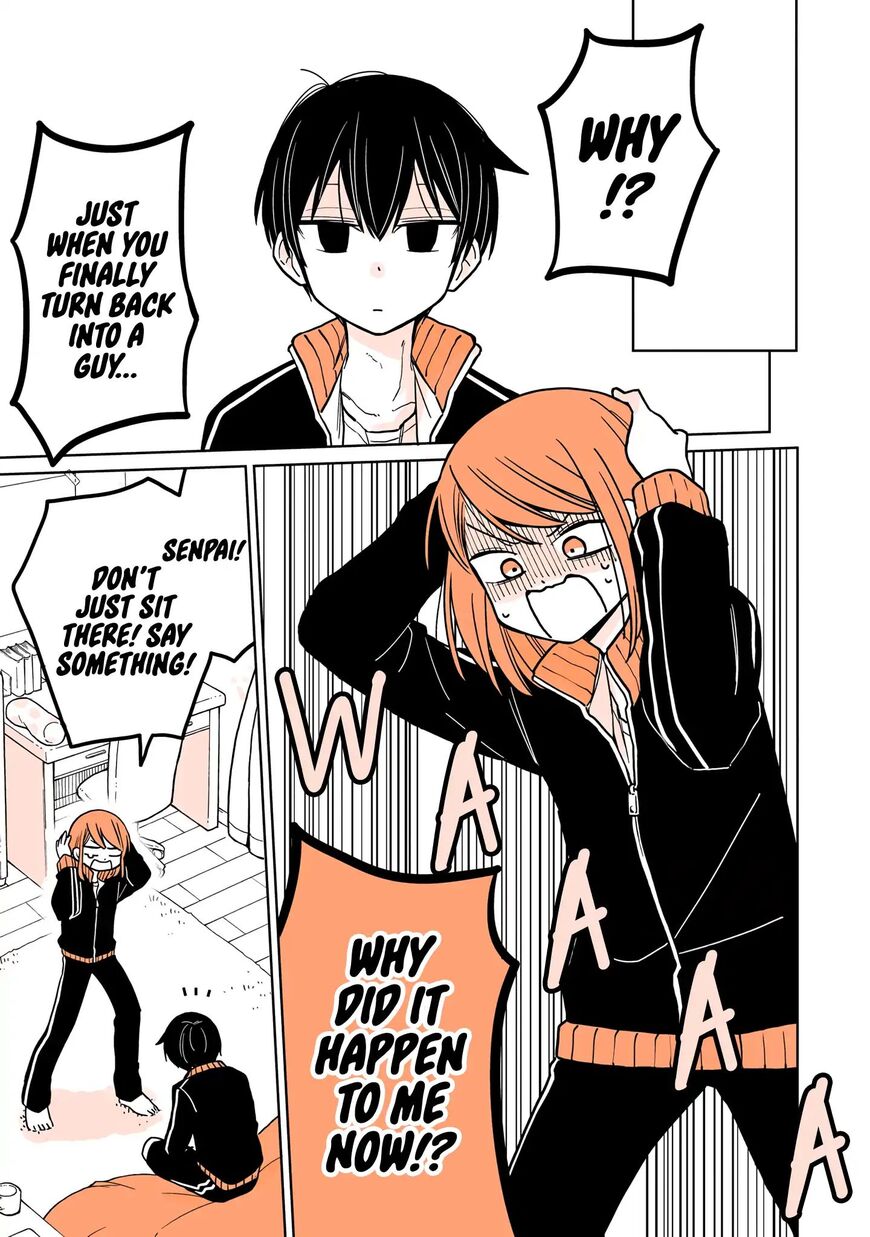 WHY
!?
JUST
WHEN YOU
FINALLY
TURN BACK
INTO A
GUY...
WAAAA
WHY
DID IT
HAPPEN
TO ME
NOW!?
SENPAI!
DON'T
JUST SIT
THERE! SAY
SOMETHING!